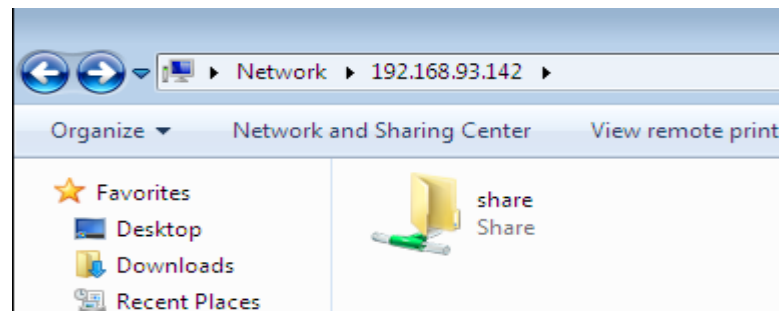 Network ▸ 192.168.93.142 ▸
Organize ▾ Network and Sharing Center View remote print
Favorites
Desktop
Downloads
Recent Places
share
Share